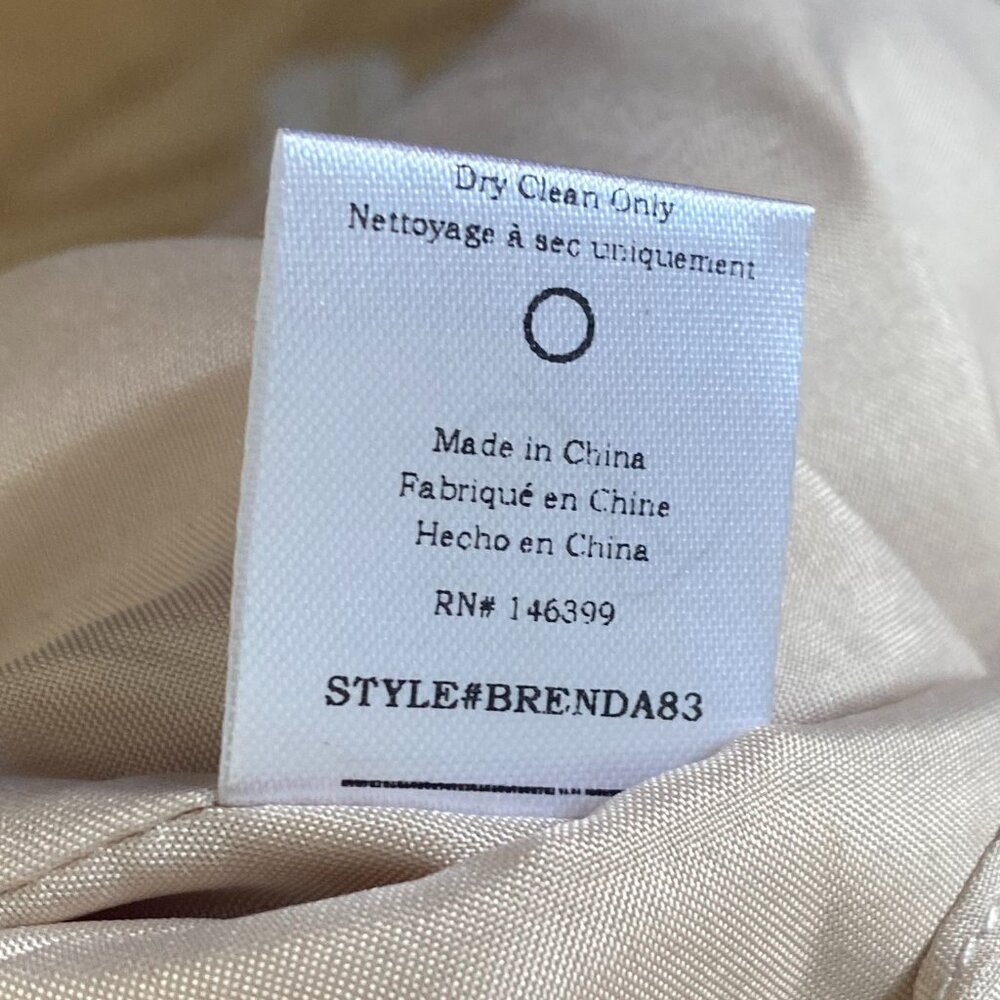 Dry Clean Only
Nettoyage à sec uniquement
Made in China
Fabriqué en Chine
Hecho en China
RN# 146399
STYLE#BRENDA83